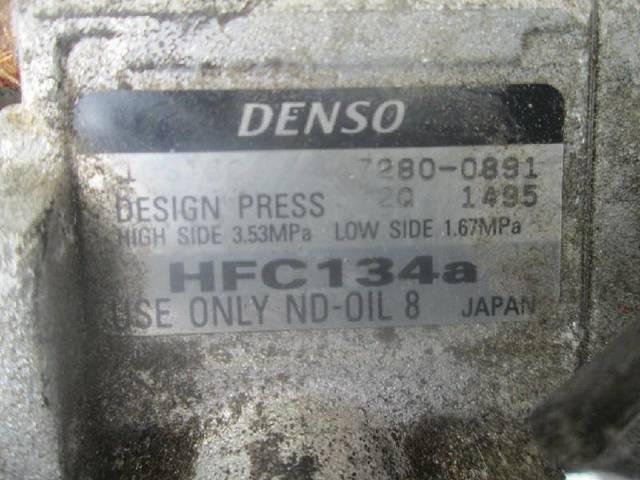 DENSO
7280-0891
DESIGN PRESS 2Q 1495
HIGH SIDE 3.53MPa LOW SIDE 1.67MPa
HFC134a
USE ONLY ND-OIL 8 JAPAN